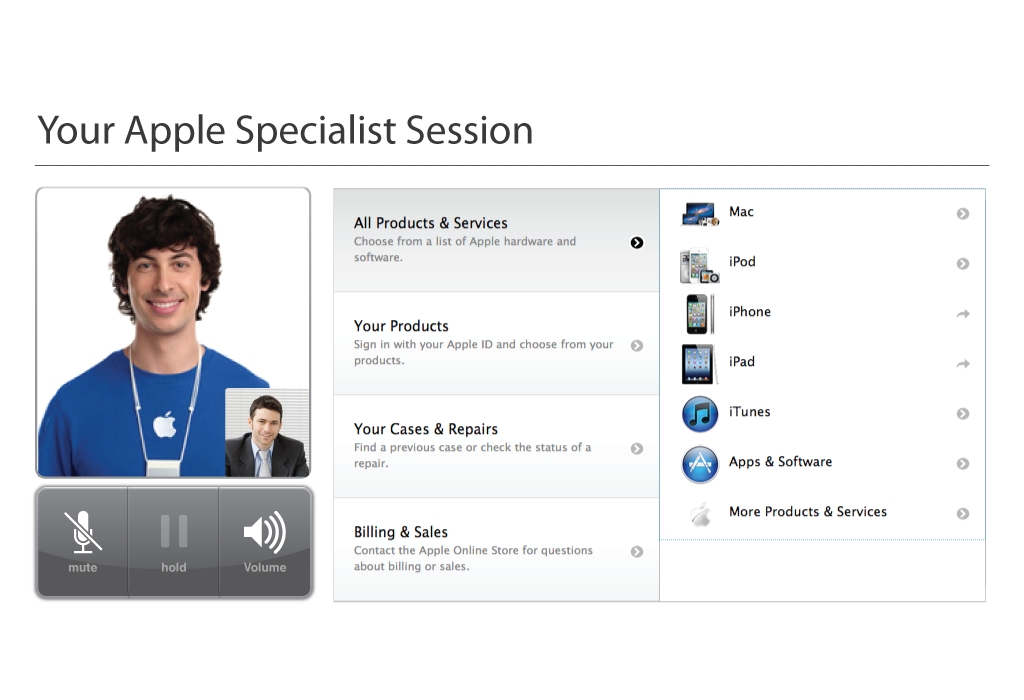 Your Apple Specialist Session
All Products & Services
Choose from a list of Apple hardware and
software.
Your Products
Sign in with your Apple ID and choose from your
products.
Your Cases & Repairs
Find a previous case or check the status of a
repair.
Billing & Sales
Contact the Apple Online Store for questions
about billing or sales.
Mac
iPod
iPhone
iPad
iTunes
Apps & Software
More Products & Services
mute
hold
Volume